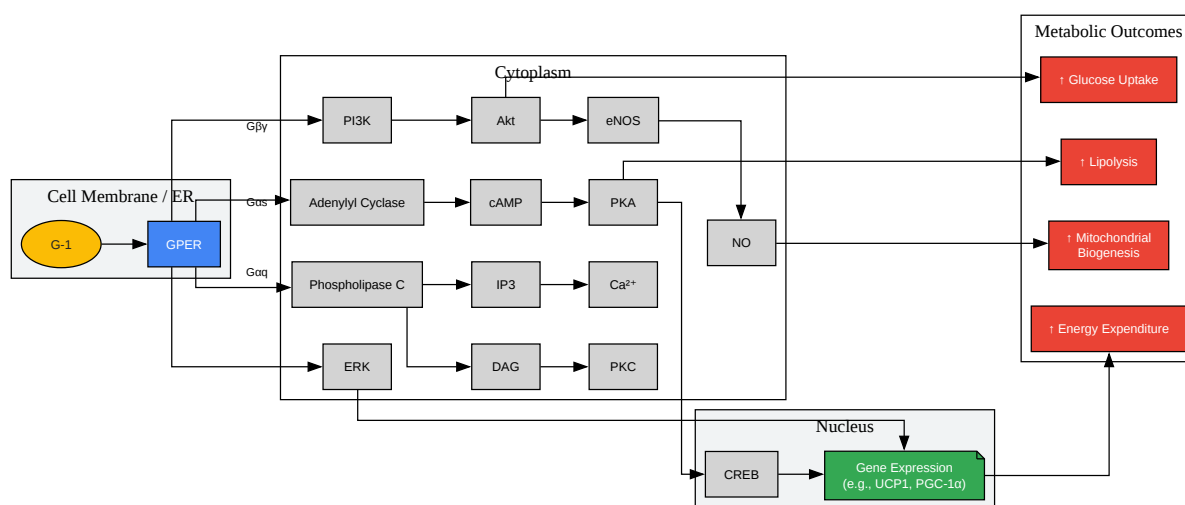 Metabolic Outcomes
Cytoplasm
↑ Glucose Uptake
PI3K
Akt
eNOS
Gβγ
↑ Lipolysis
Cell Membrane / ER
Gαs
Adenylyl Cyclase
cAMP
PKA
G-1
GPER
NO
↑ Mitochondrial
Biogenesis
Gαq
Phospholipase C
IP3
Ca²⁺
↑ Energy Expenditure
ERK
DAG
PKC
Nucleus
CREB
Gene Expression
(e.g., UCP1, PGC-1α)